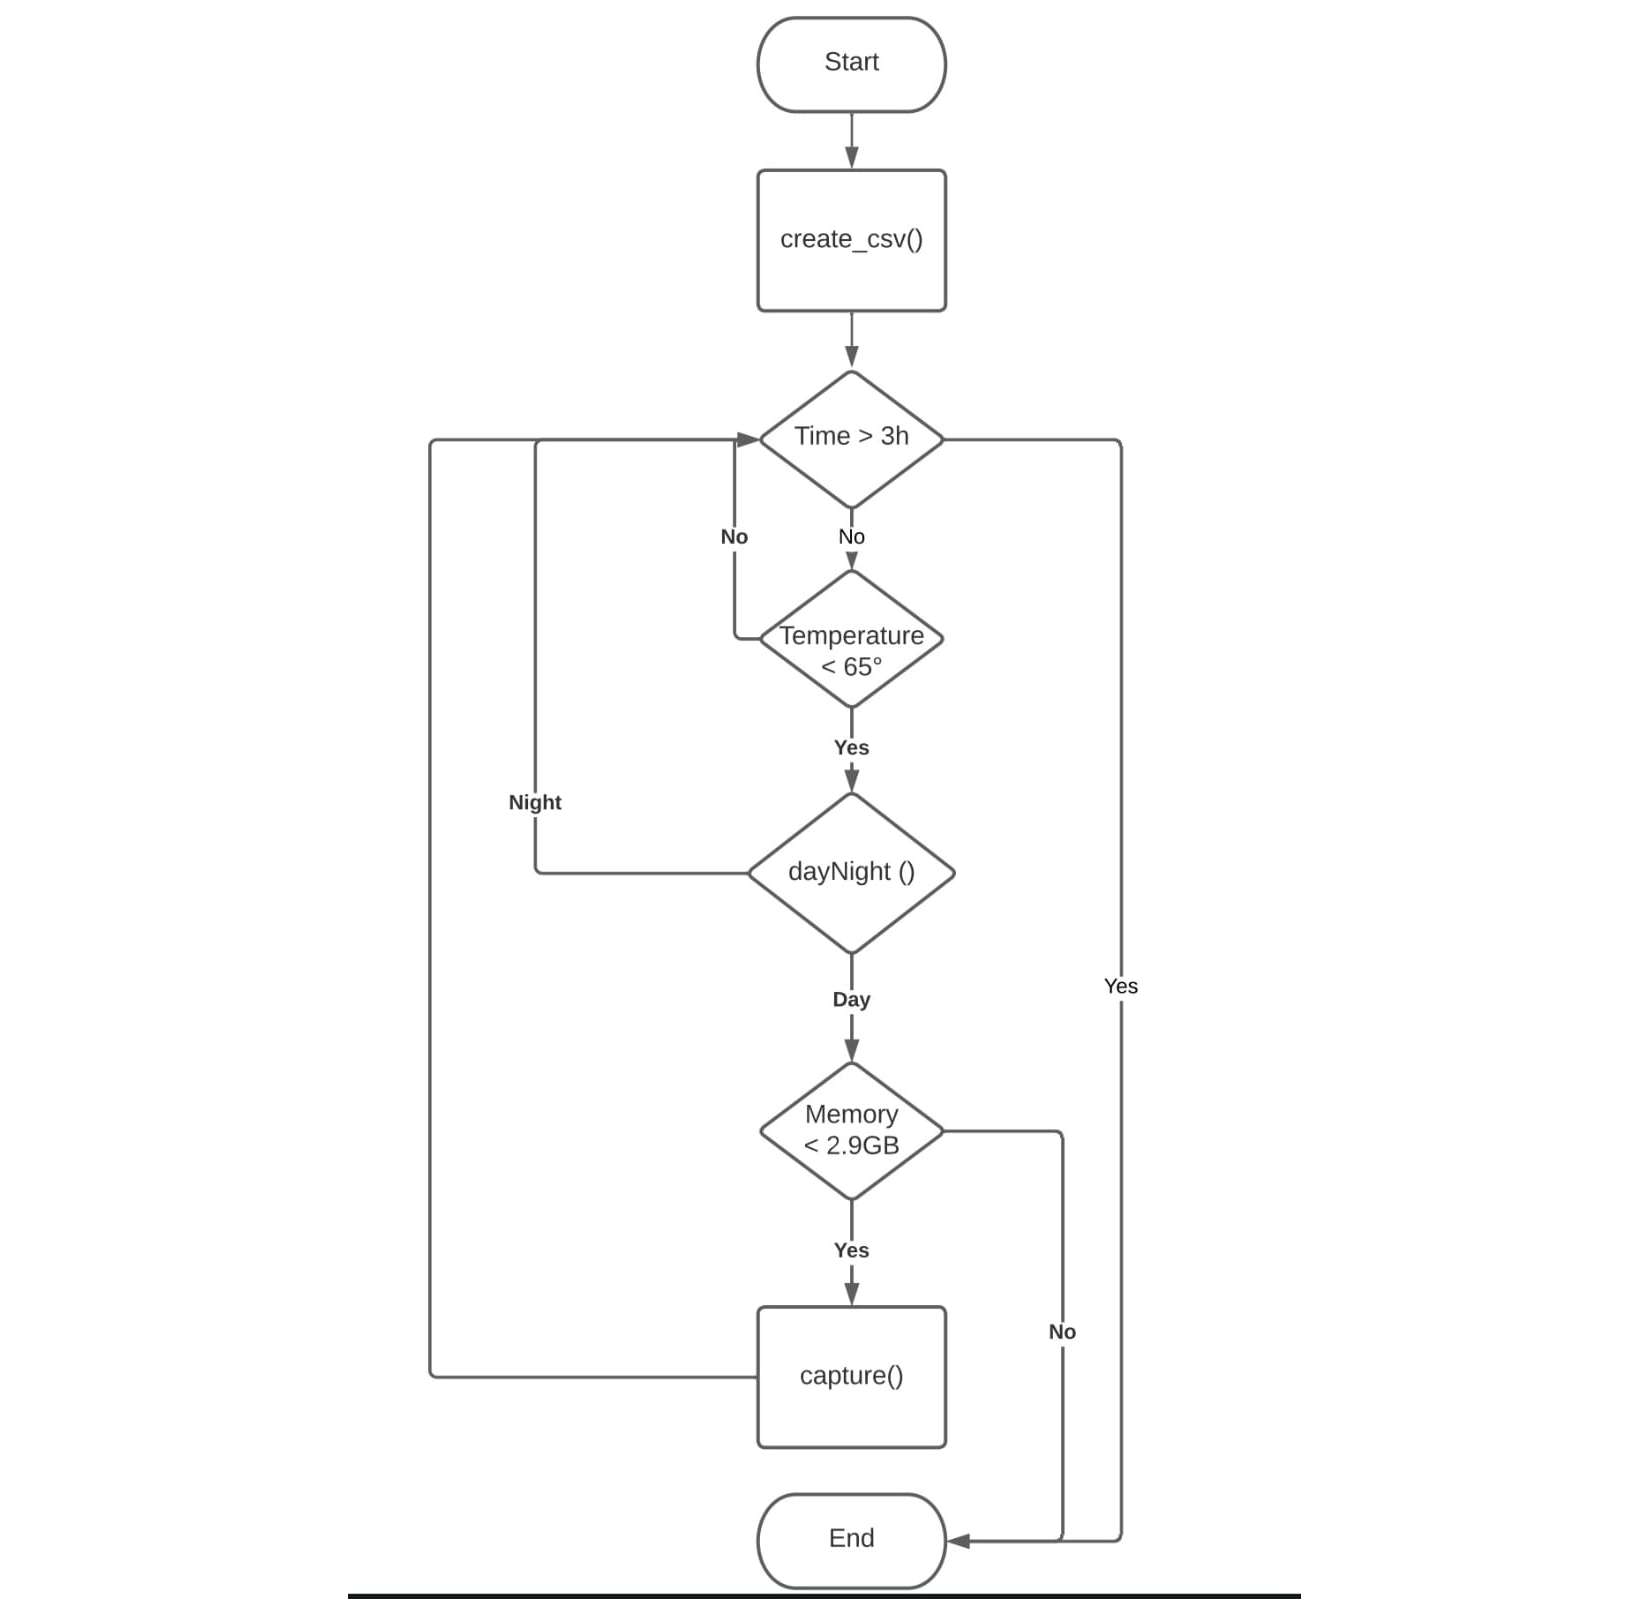 Start
create_csv()
Time > 3h
No
No
Temperature
< 65°
Yes
Night
dayNight ()
Day
Yes
Memory
< 2.9GB
Yes
No
capture()
End